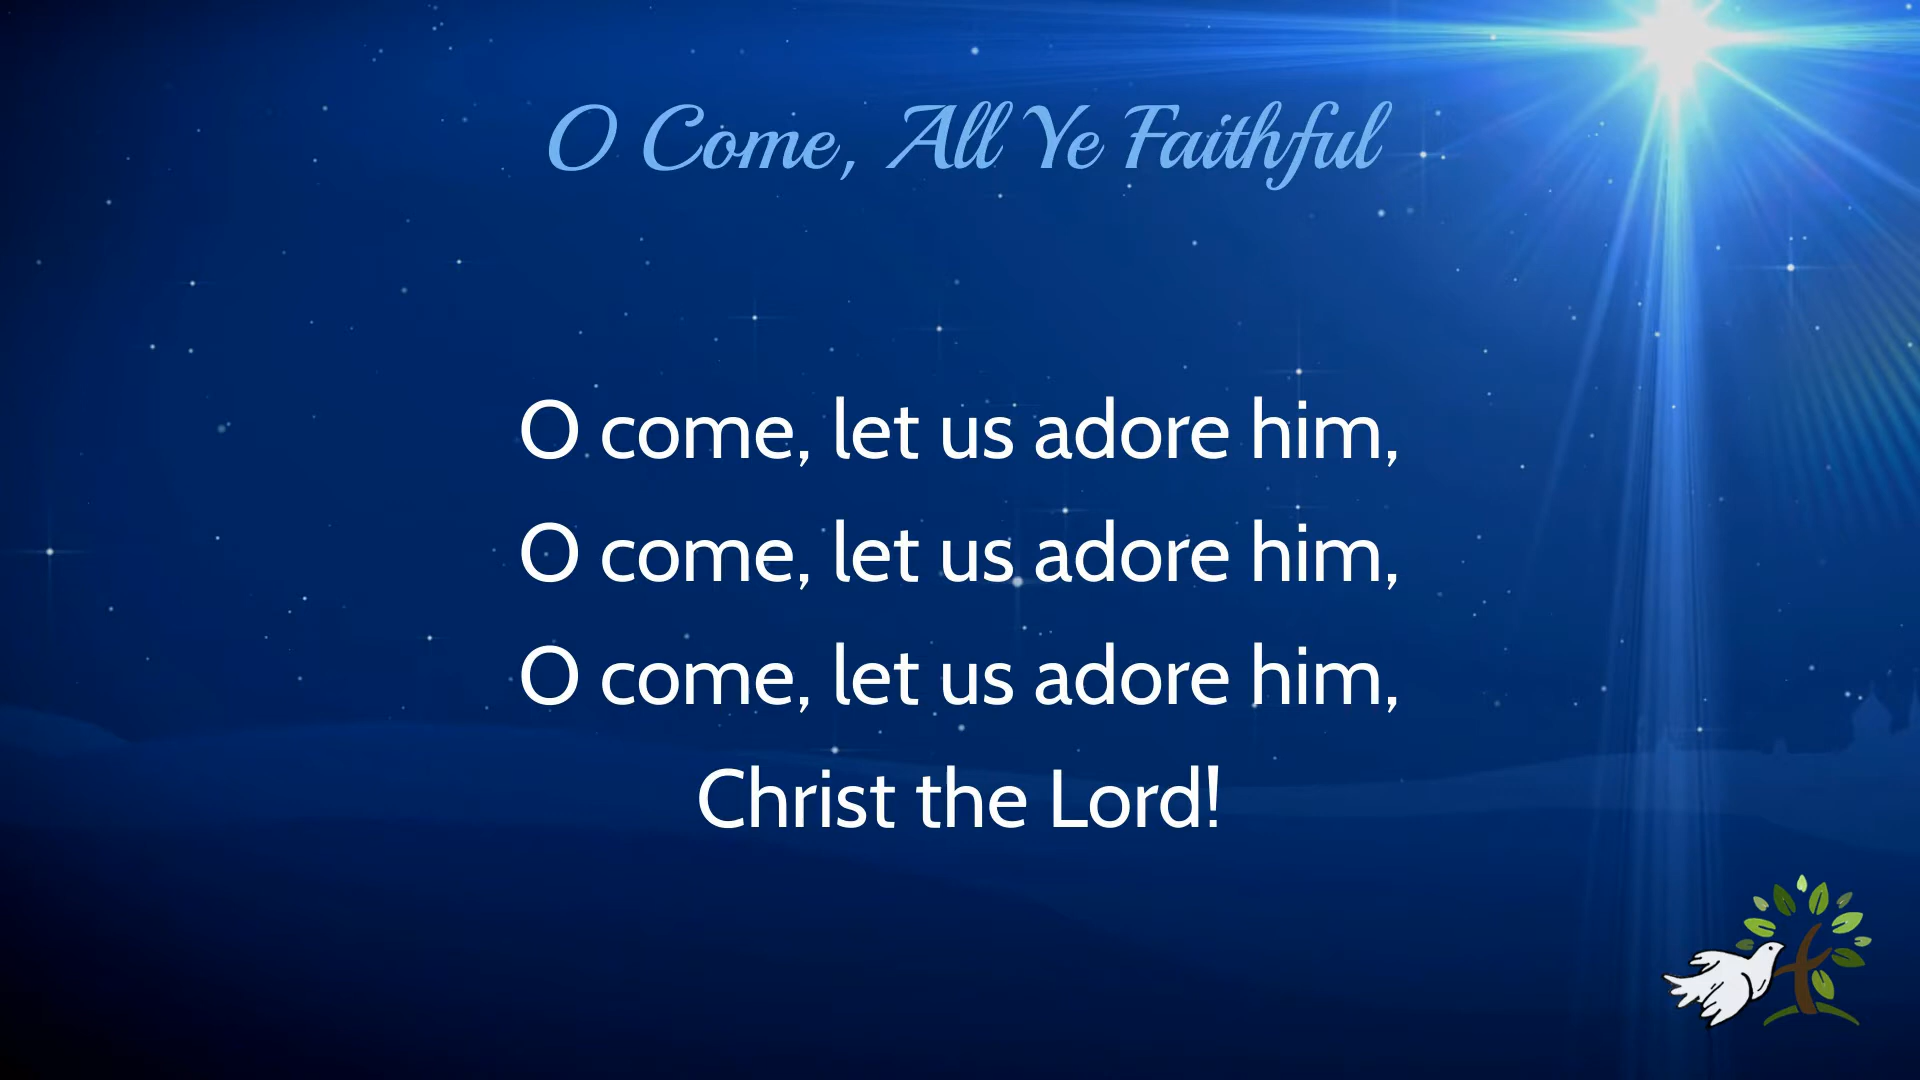 O Come, All Ye Faithful
O come, let us adore him,
O come, let us adore him,
O come, let us adore him,
Christ the Lord!